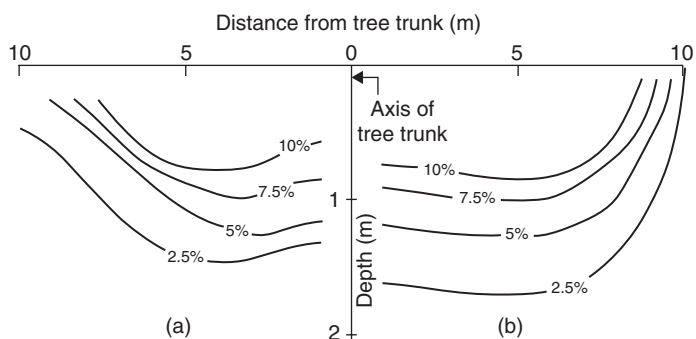 Distance from tree trunk (m)
10 5 0 5 10
Axis of
tree trunk
10% 10%
7.5% 7.5%
1
5% 5%
2.5% 2.5%
Depth (m)
(a) (b)
2